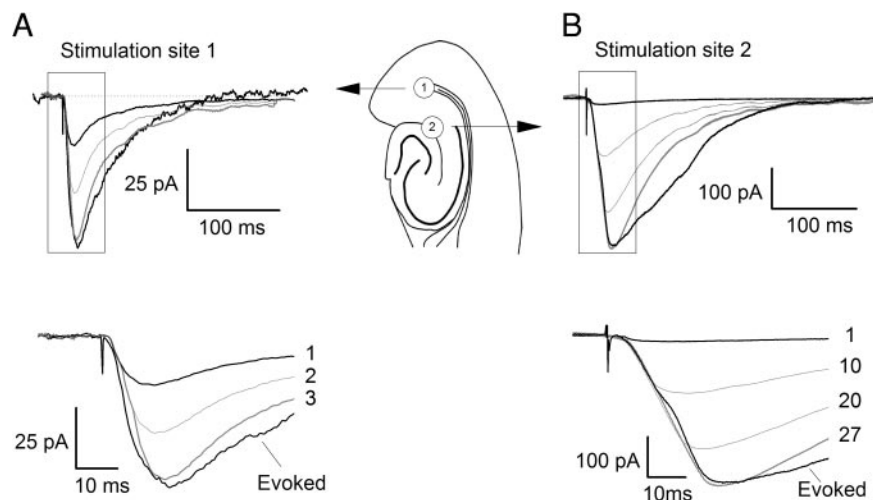 A
Stimulation site 1
25 pA
100 ms
1
2
B
Stimulation site 2
100 pA
100 ms
1
2
3
Evoked
25 pA
10 ms
1
10
20
27
Evoked
100 pA
10ms